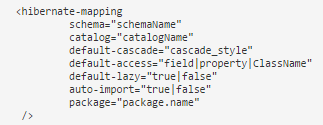 <hibernate-mapping
schema="schemaName"
catalog="catalogName"
default-cascade="cascade_style"
default-access="field|property|ClassName"
default-lazy="true|false"
auto-import="true|false"
package="package.name"
/>